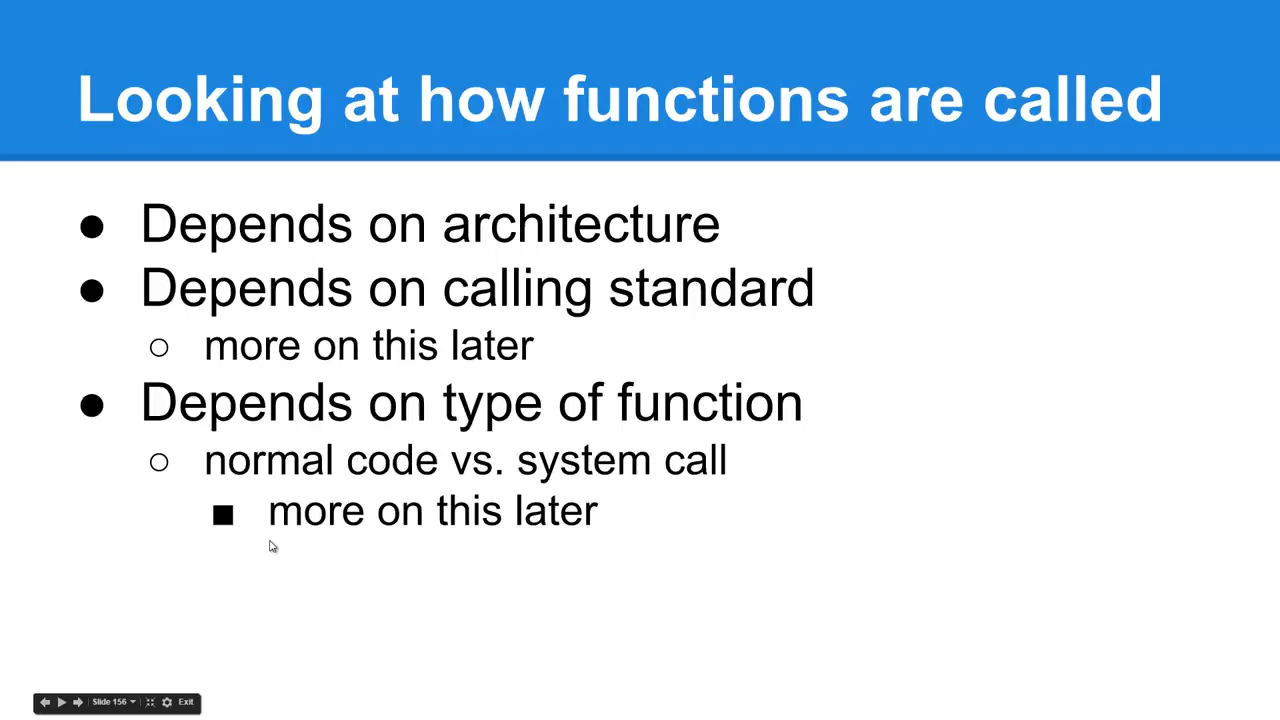 Looking at how functions are called
● Depends on architecture
● Depends on calling standard
○ more on this later
● Depends on type of function
○ normal code vs. system call
■ more on this later
Slide 156 Exit